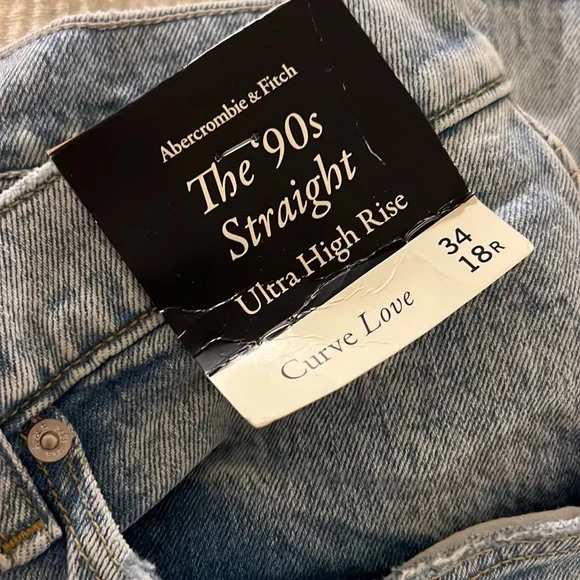 Abercrombie & Fitch
The '90s
Straight
Ultra High Rise
Curve Love
34
18R